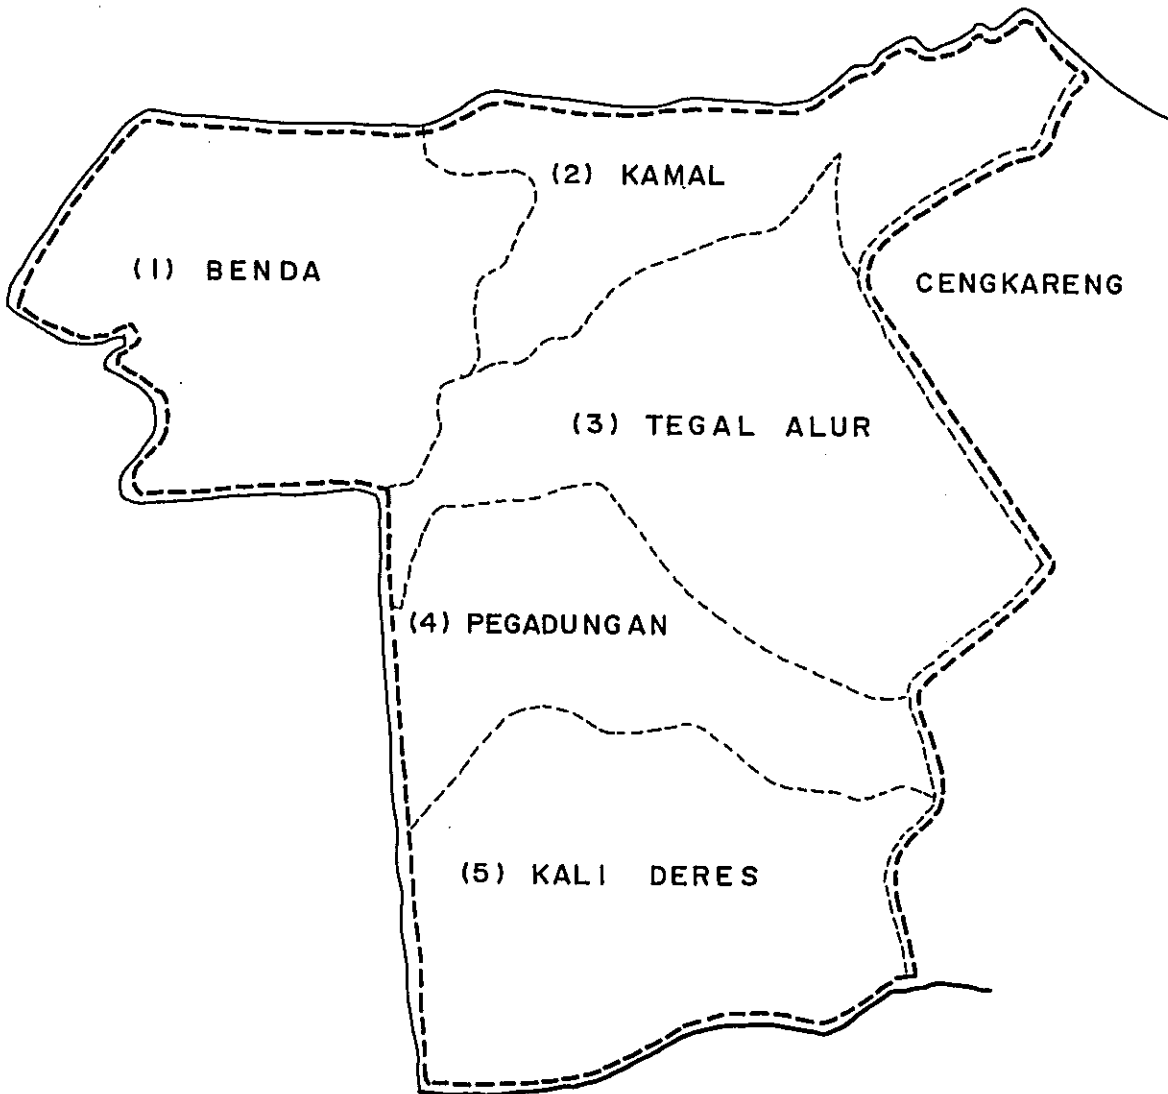 (2) KAMAL
(1) BENDA
CENGKARENG
(3) TEGAL ALUR
(4) PEGADUNGAN
(5) KALI DERES